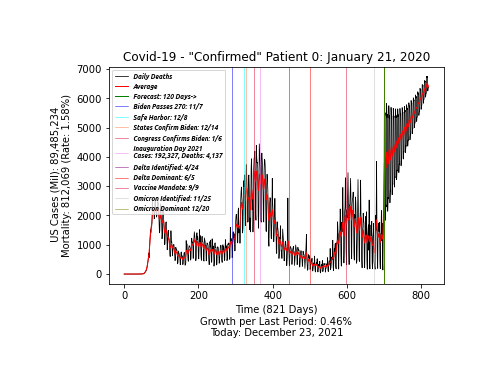 Covid-19 - "Confirmed" Patient 0: January 21, 2020
US Cases (Mil): 89,485,234
Mortality: 812,069 (Rate: 1.58%)
7000
6000
5000
4000
3000
2000
1000
0
Daily Deaths
Average
Forecast: 120 Days->
Biden Passes 270: 11/7
Safe Harbor: 12/8
States Confirm Biden: 12/14
Congress Confirms Biden: 1/6
Inauguration Day 2021
Cases: 192,327, Deaths: 4,137
Delta Identified: 4/24
Delta Dominant: 6/5
Vaccine Mandate: 9/9
Omicron Identified: 11/25
Omicron Dominant 12/20
0 200 400 600 800
Time (821 Days)
Growth per Last Period: 0.46%
Today: December 23, 2021